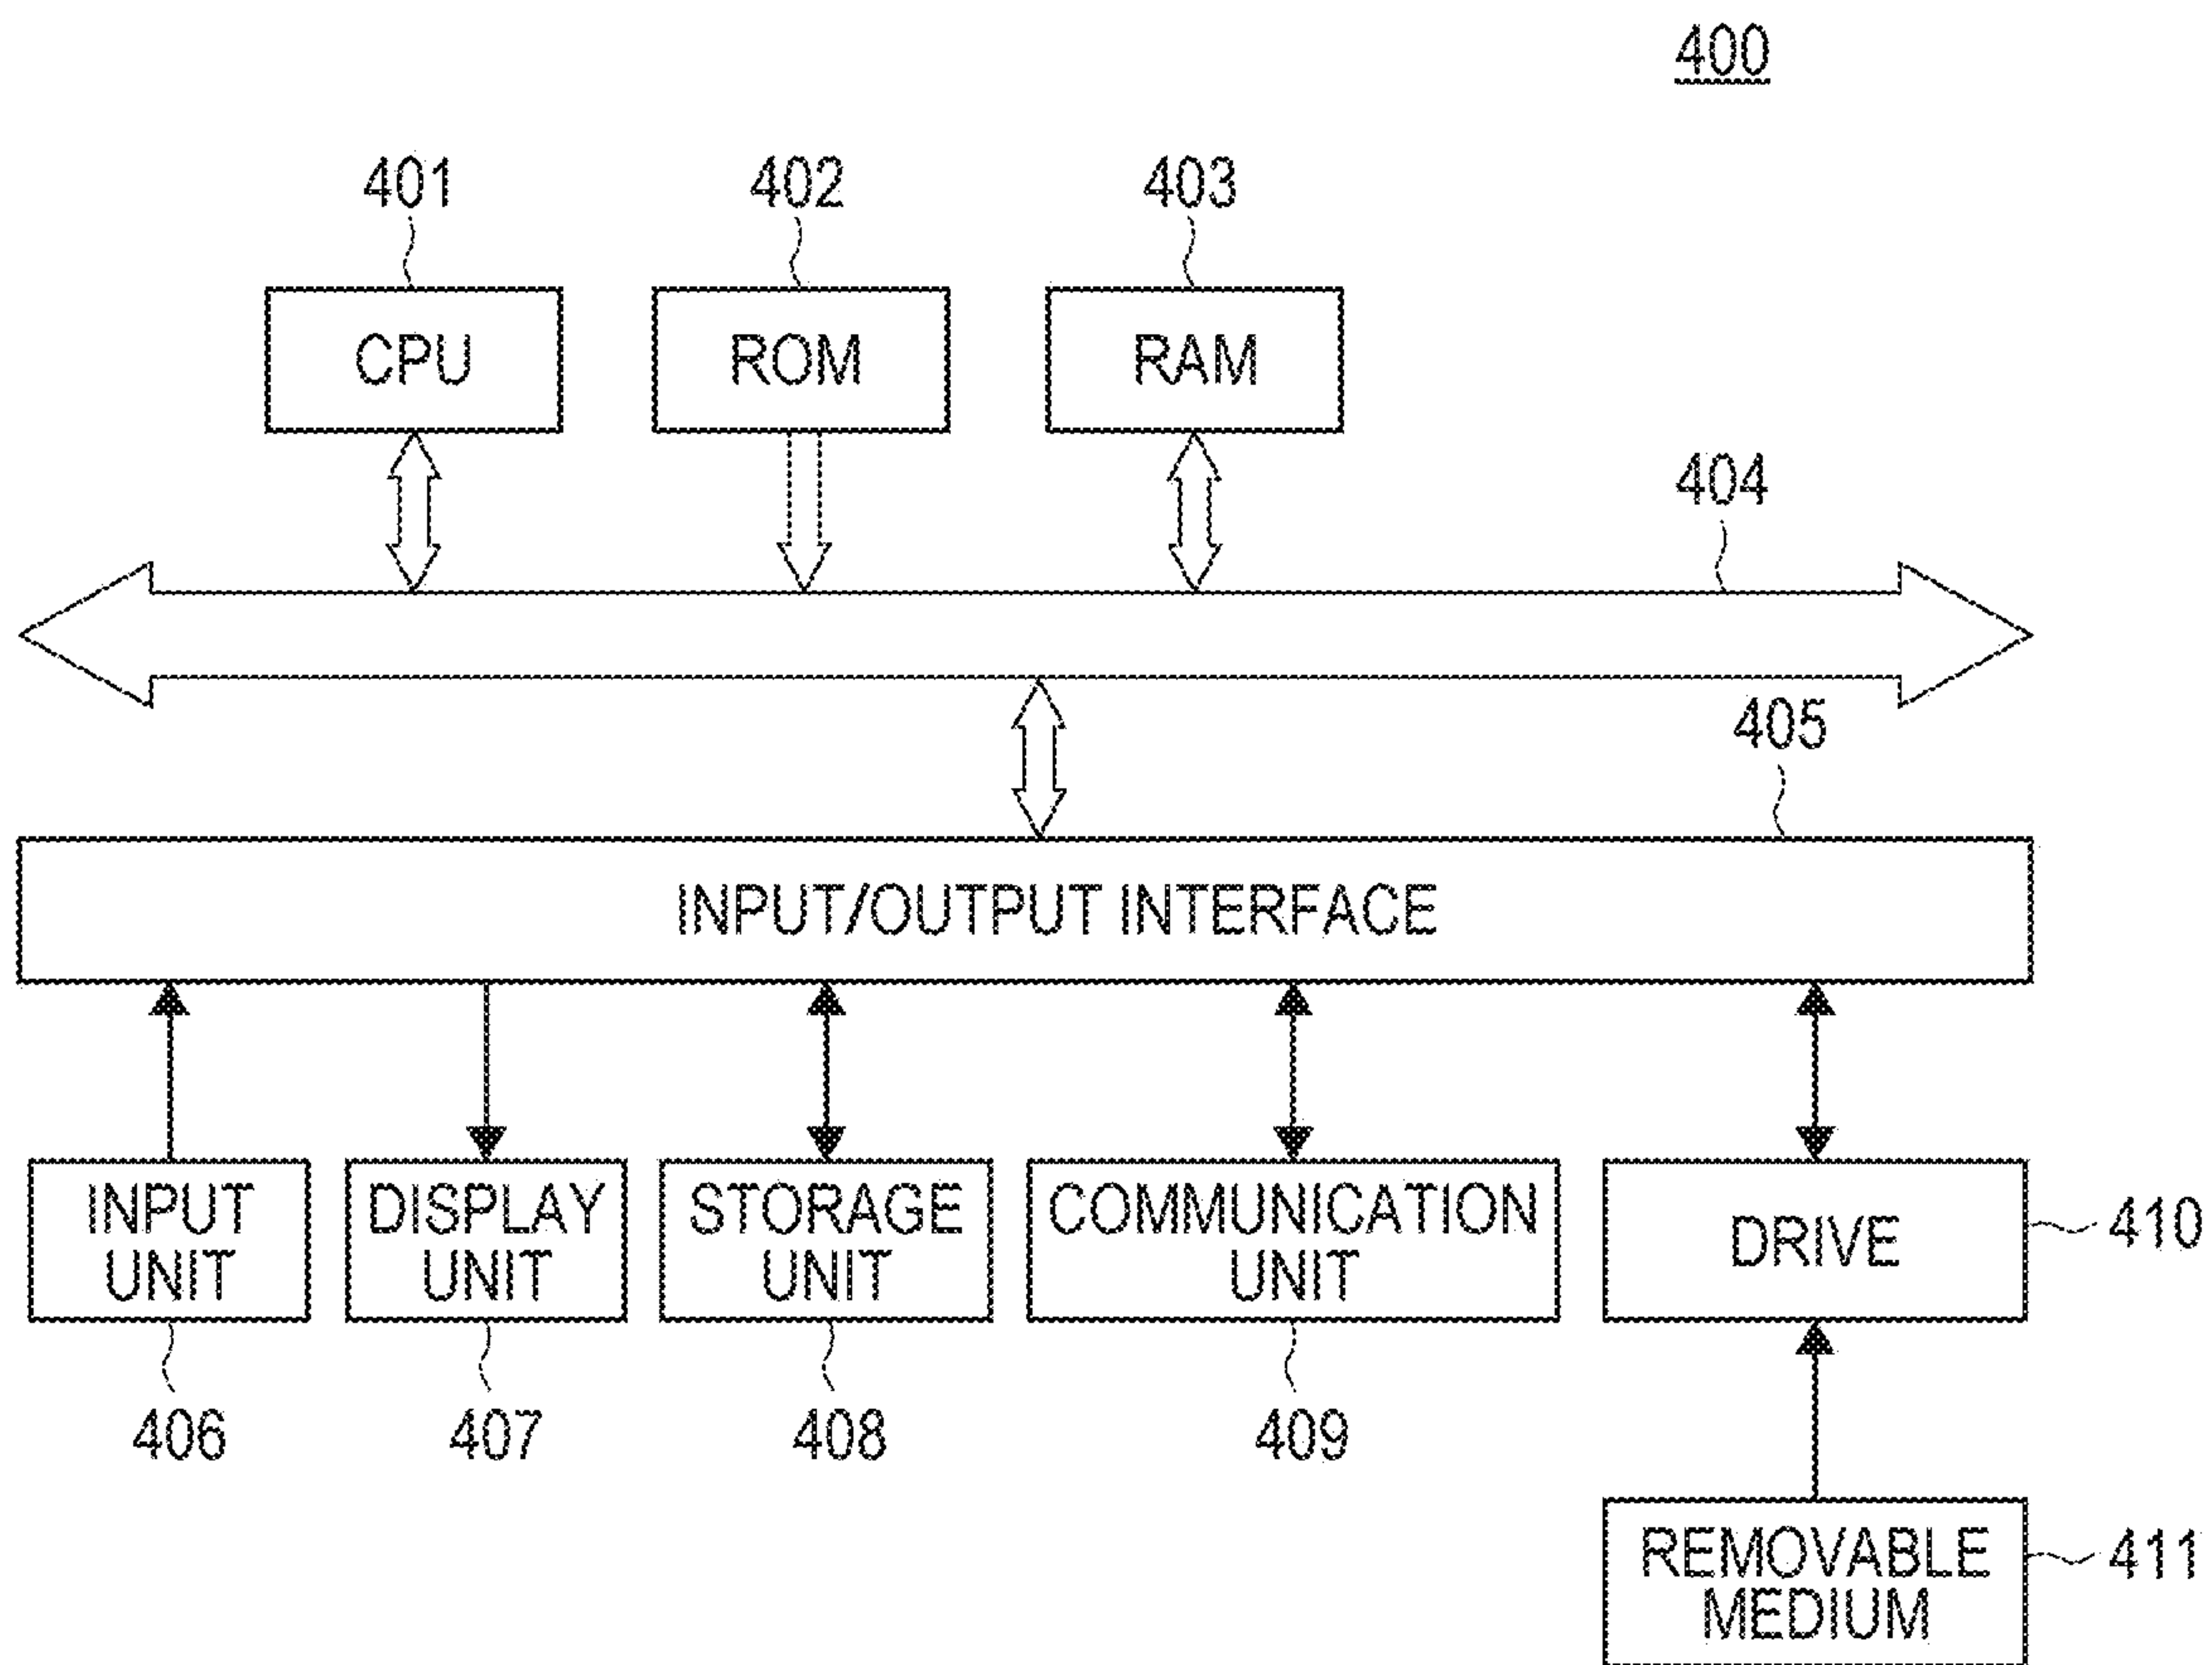 400
401
402
403
CPU
ROM
RAM
404
405
INPUT/OUTPUT INTERFACE
INPUT
UNIT
DISPLAY
UNIT
STORAGE
UNIT
COMMUNICATION
UNIT
DRIVE
410
406
407
408
409
REMOVABLE
MEDIUM
411